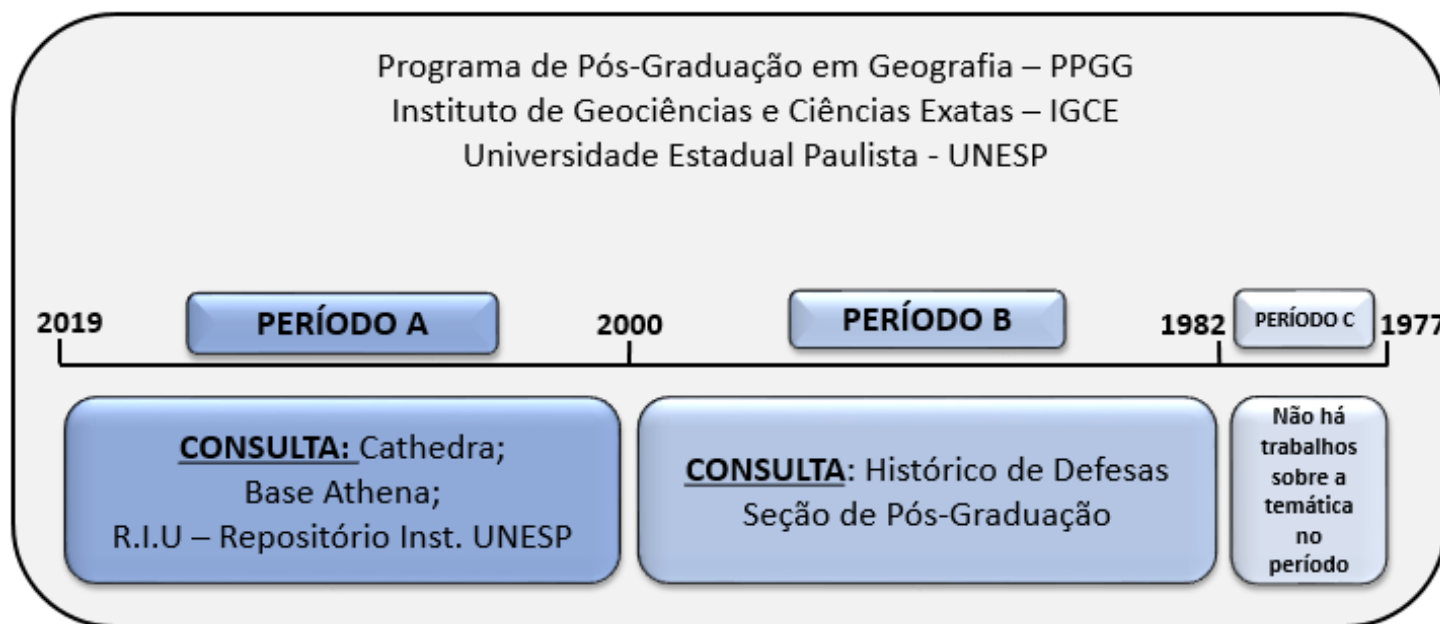 Programa de Pós-Graduação em Geografia – PPGG
Instituto de Geociências e Ciências Exatas – IGCE
Universidade Estadual Paulista - UNESP
2019
PERÍODO A
2000
PERÍODO B
1982
PERÍODO C
1977
CONSULTA: Cathedra;
Base Athena;
R.I.U – Repositório Inst. UNESP
CONSULTA: Histórico de Defesas
Seção de Pós-Graduação
Não há
trabalhos
sobre a
temática
no
período